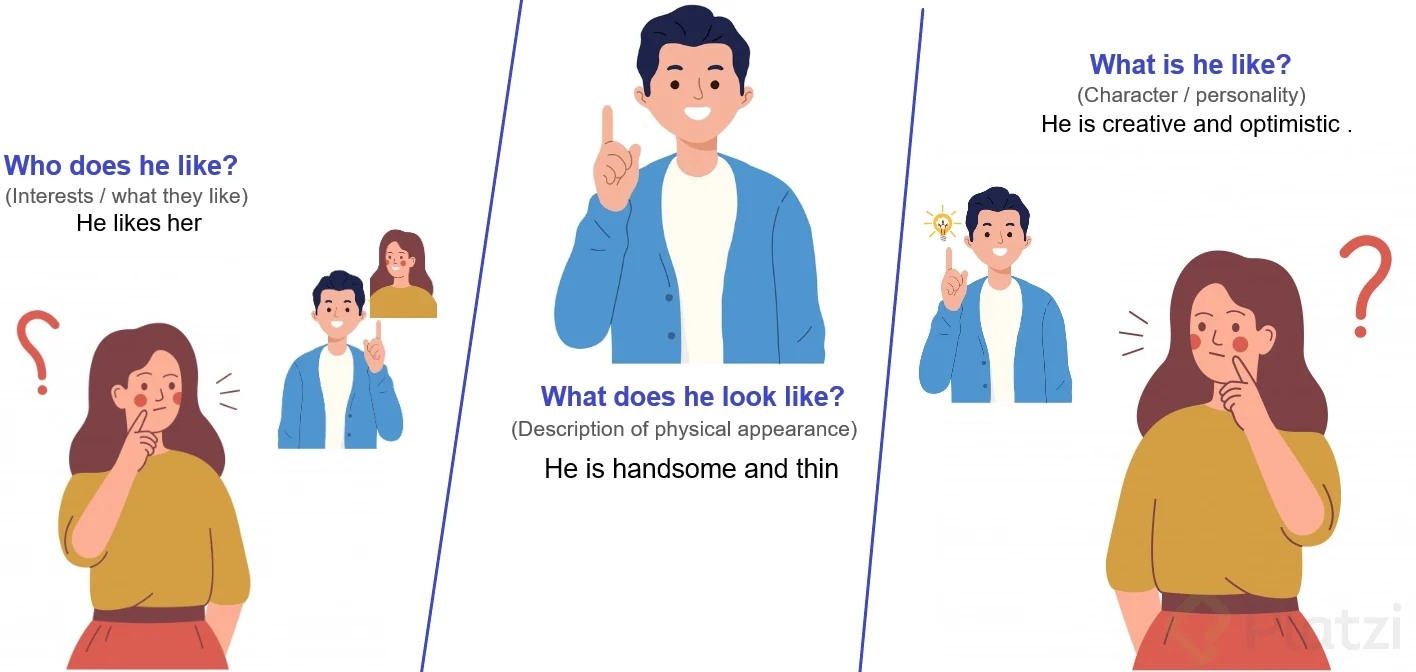 Who does he like?
(Interests / what they like)
He likes her
What does he look like?
(Description of physical appearance)
He is handsome and thin
What is he like?
(Character / personality)
He is creative and optimistic .
Platzi